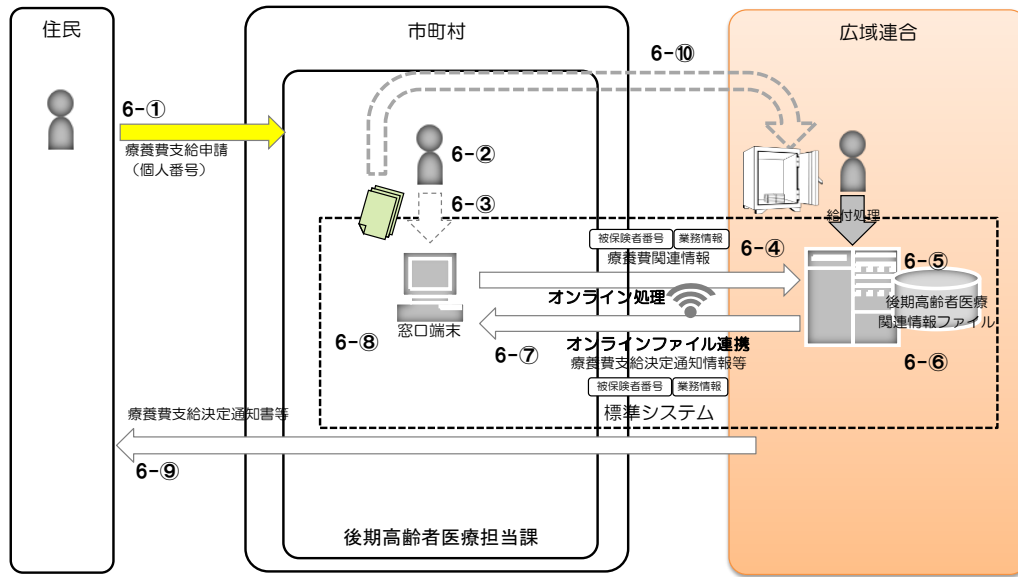 住民
市町村
広域連合
6-⑩
6-①
療養費支給申請
（個人番号）
6-②
6-③
給付処理
被保険者番号 業務情報
療養費関連情報
6-④
6-⑤
オンライン処理
後期高齢者医療
関連情報ファイル
窓口端末
6-⑧
6-⑦
オンラインファイル連携
療養費支給決定通知情報等
6-⑥
被保険者番号 業務情報
標準システム
療養費支給決定通知書等
6-⑨
後期高齢者医療担当課